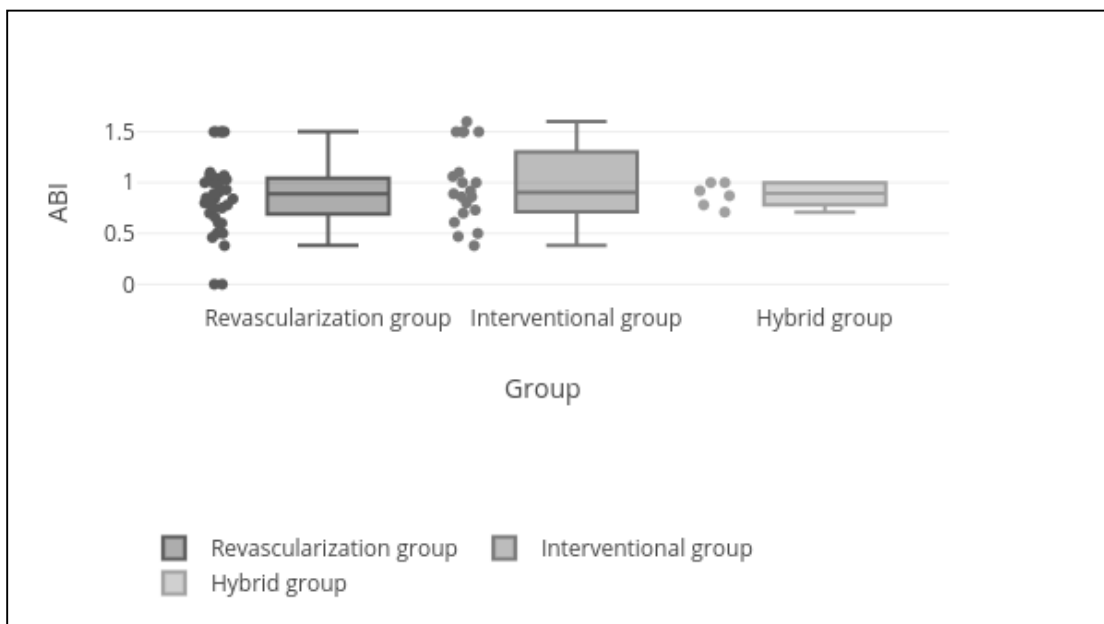 1.5
1
0.5
0
ABI
Revascularization group Interventional group Hybrid group
Group
Revascularization group Interventional group
Hybrid group